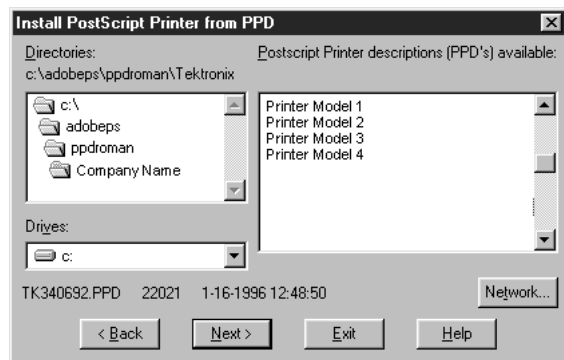 Install PostScript Printer from PPD
Directories:
c:\adobeps\ppdroman\Tektronix
c:\
adobeps
ppdroman
Company Name
Drives:
c:
Postscript Printer descriptions (PPD's) available:
Printer Model 1
Printer Model 2
Printer Model 3
Printer Model 4
TK340692.PPD 22021 1-16-1996 12:48:50
Network...
< Back
Next >
Exit
Help